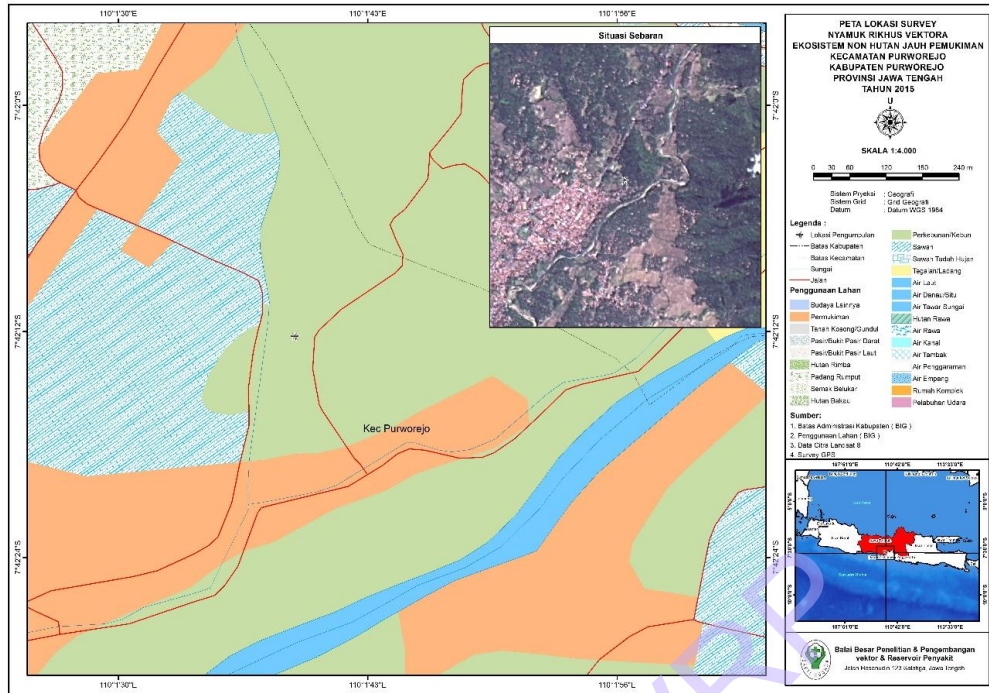 110°1'30"E 110°1'43"E 110°1'56"E
Situasi Sebaran
Kec Purworejo
7°42'12"S 7°42'12"S
7°42'24"S 7°42'24"S
110°1'30"E 110°1'43"E 110°1'56"E
PETA LOKASI SURVEY
NYAMUK RIKHUS VEKTORA
EKOSISTEM NON HUTAN JAUH PEMUKIMAN
KECAMATAN PURWOREJO
KABUPATEN PURWOREJO
PROVINSI JAWA TENGAH
TAHUN 2015
U
SKALA 1:4.000
0 30 60 120 180 240 m
Sistem Grid : Grid Geografi
Datum : Datum WGS 1984
Legenda :
Lokasi Pengumpulan
Batas Kabupaten
Batas Kecamatan
Sungai
Jalan
Penggunaan Lahan
Budaya Lainnya
Permukiman
Tanah Kosong/Gundul
Pasir/Bukit Pasir Darat
Pasir/Bukit Pasir Laut
Hutan Rimba
Padang Rumput
Semak Belukar
Hutan Bakau
Perkebunan/Kebun
Sawah
Sawah Tadah Hujan
Tegalan/Ladang
Air Laut
Air Danau/Situ
Air Tawar Sungai
Hutan Rawa
Air Rawa
Air Kanal
Air Tambak
Air Penggaraman
Air Empang
Rumah Komplek
Pelabuhan Udara
Sumber:
1. Batas Administrasi Kabupaten ( BIG )
2. Penggunaan Lahan ( BIG )
3. Data Citra Landsat 8
4. Survey GPS
Balai Besar Penelitian & Pengembangan
vektor & Reservoir Penyakit
Jalan Hasanudin 123 Salatiga, Jawa Tengah